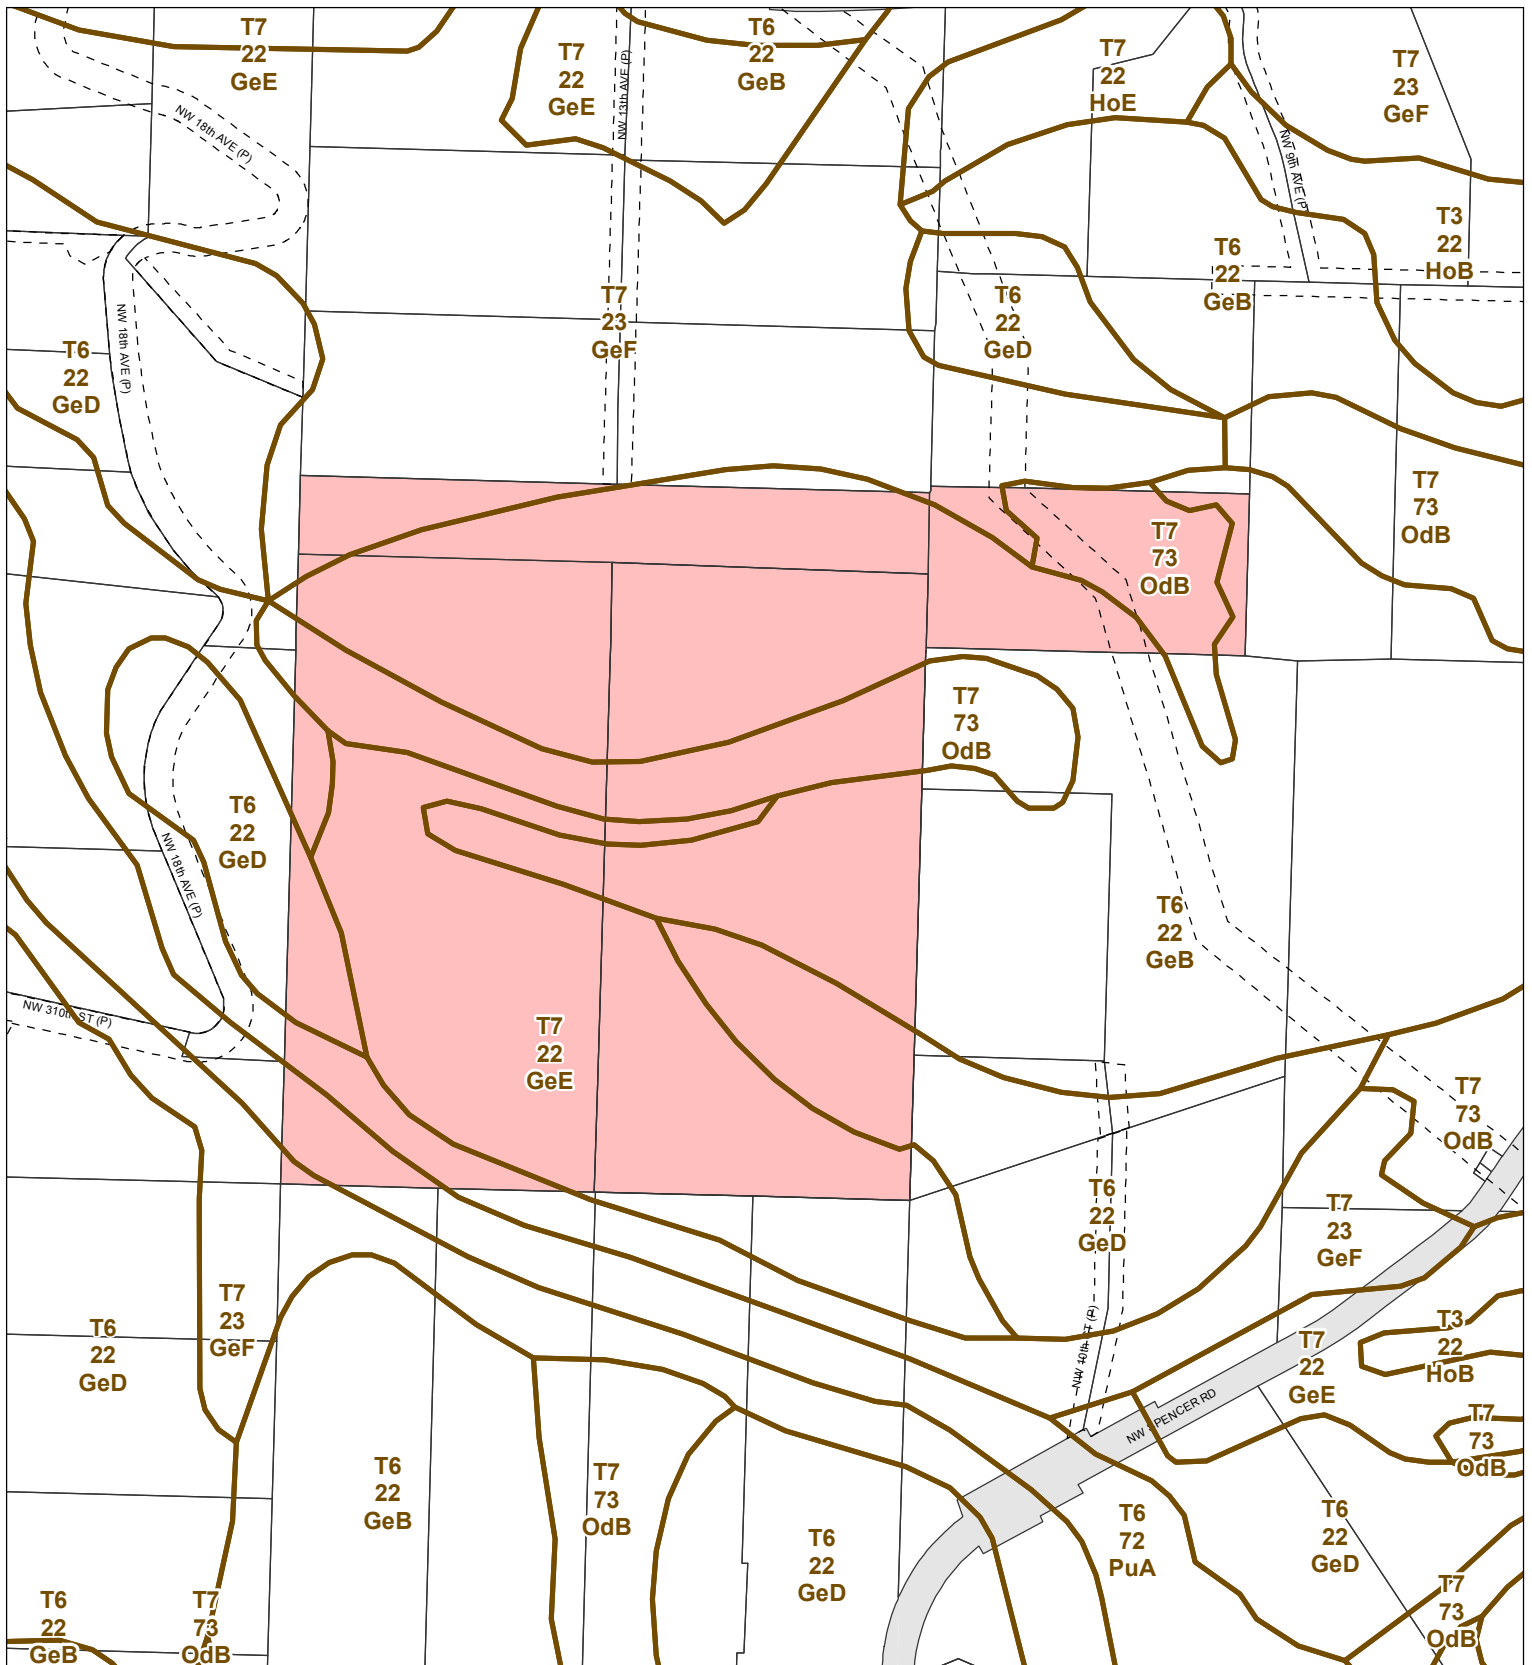 T7
22
GeE
T7
22
GeE
T6
22
GeB
T7
22
HoE
T7
23
GeF
NW 18th AVE (P)
NW 13th AVE (P)
NW 9th AVE (P)
T3
22
HoB
T6
22
GeB
T7
23
GeF
T6
22
GeD
NW 18th AVE (P)
T6
22
GeD
T7
73
OdB
T7
73
OdB
T7
73
OdB
T6
22
GeD
NW 18th AVE (P)
T6
22
GeB
NW 310th ST (P)
T7
22
GeE
T7
73
OdB
T6
22
GeD
T7
23
GeF
T7
23
GeF
T6
22
GeD
NW 10th CT (P)
T7
22
GeE
T3
22
HoB
NW SPENCER RD
T7
73
OdB
T6
22
GeB
T7
73
OdB
T6
22
GeD
T6
72
PuA
T6
22
GeD
T6
22
GeB
T7
73
OdB
T7
73
OdB